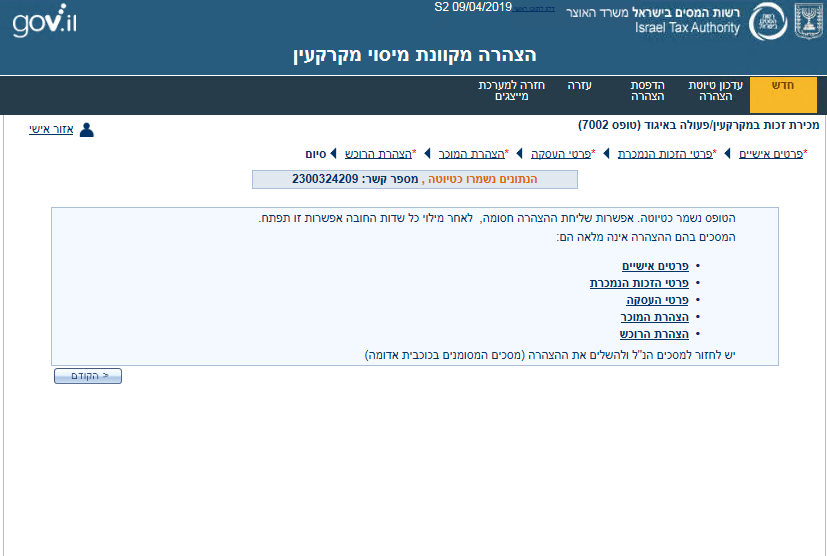 gov.il
S2 09/04/2019
רשות המסים בישראל משרד האוצר
Israel Tax Authority
הצהרה מקוונת מיסוי מקרקעין
חדש
עדכון טיוטת הצהרה
הדפסת הצהרה
עזרה
חזרה למערכת מייצגים
מכירת זכות במקרקעין/פעולה באיגוד (טופס 7002)
אזור אישי
*פרטים אישיים
*פרטי הזכות הנמכרת
*פרטי העסקה
*הצהרת המוכר
*הצהרת הרוכש
סיום
הנתונים נשמרו כטיוטה , מספר קשר: 2300324209
הטופס נשמר כטיוטה. אפשרות שליחת ההצהרה חסומה, לאחר מילוי כל שדות החובה אפשרות זו תפתח.
המסכים בהם ההצהרה אינה מלאה הם:
• פרטים אישיים
• פרטי הזכות הנמכרת
• פרטי העסקה
• הצהרת המוכר
• הצהרת הרוכש
יש לחזור למסכים הנ"ל ולהשלים את ההצהרה (מסכים המסומנים בכוכבית אדומה)
< הקודם